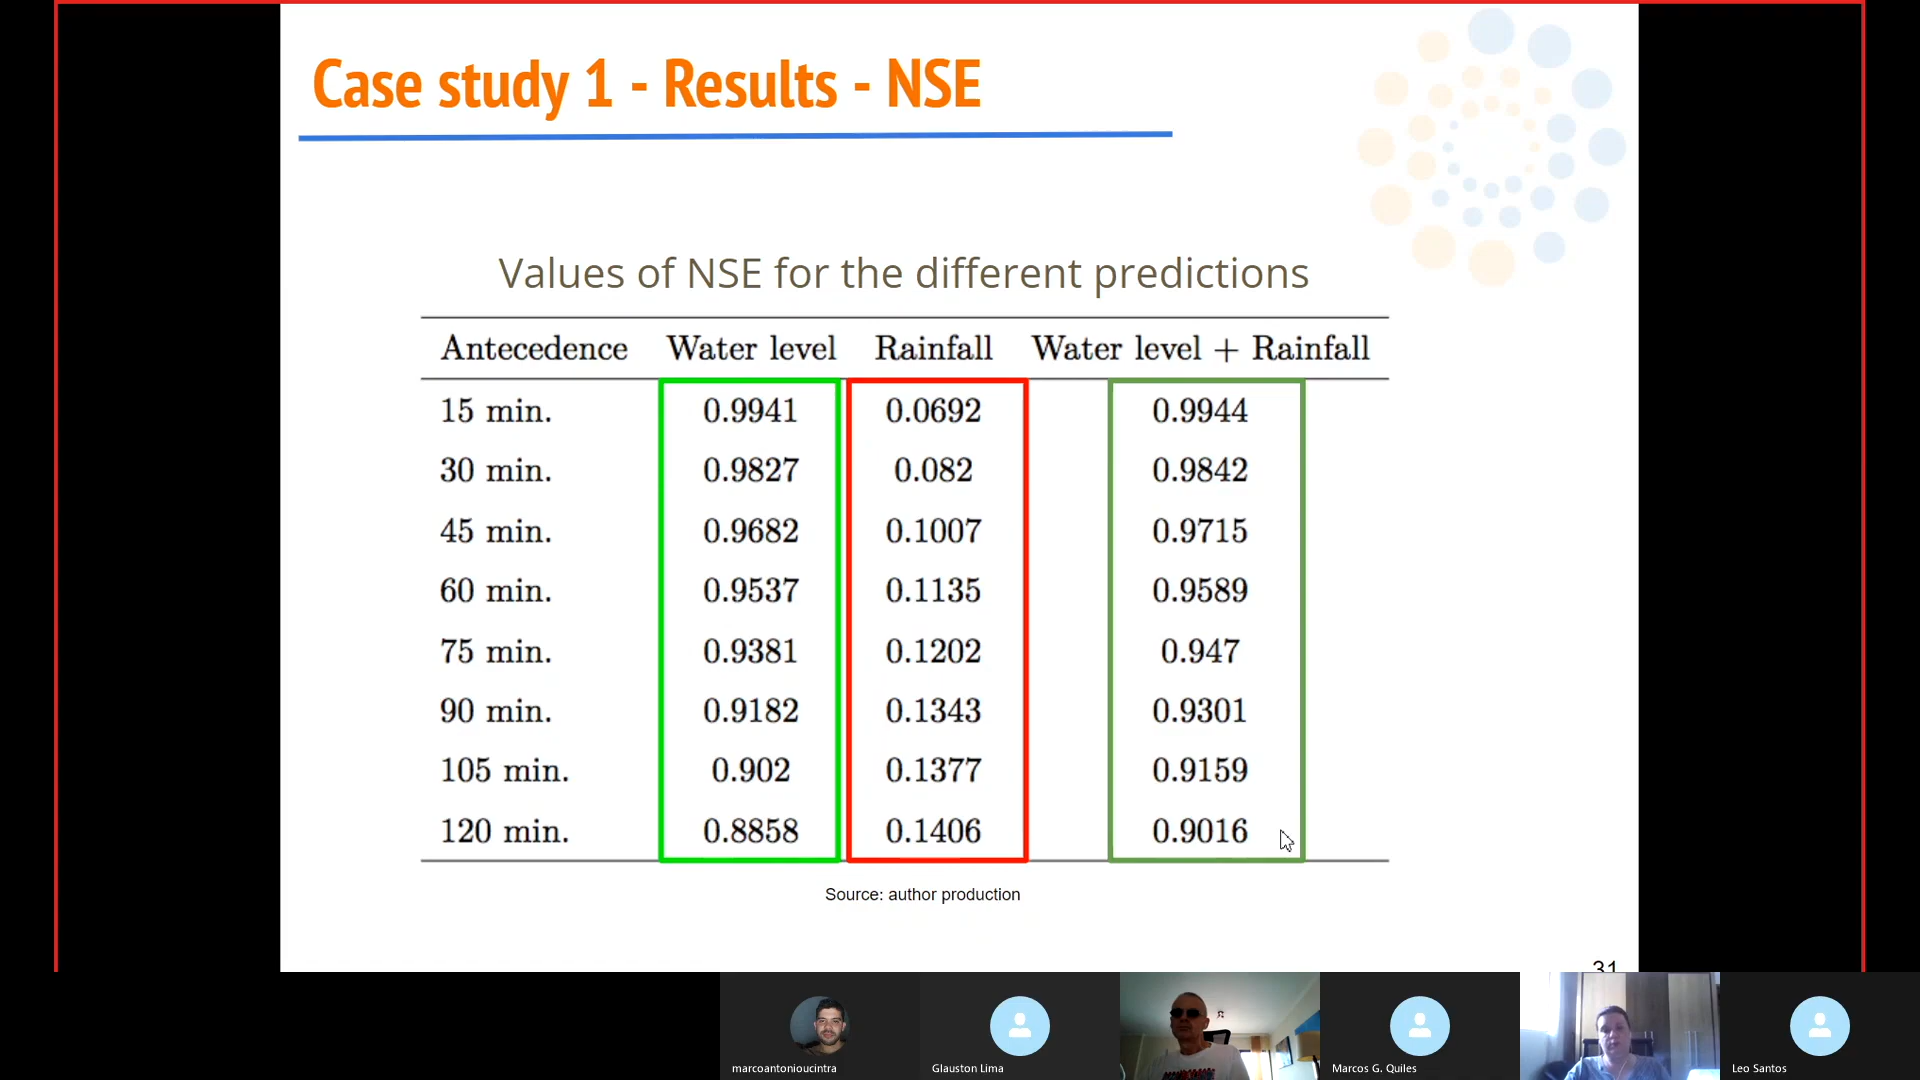 Case study 1 - Results - NSE
Values of NSE for the different predictions
Antecedence Water level Rainfall Water level + Rainfall
15 min. 0.9941 0.0692 0.9944
30 min. 0.9827 0.082 0.9842
45 min. 0.9682 0.1007 0.9715
60 min. 0.9537 0.1135 0.9589
75 min. 0.9381 0.1202 0.947
90 min. 0.9182 0.1343 0.9301
105 min. 0.902 0.1377 0.9159
120 min. 0.8858 0.1406 0.9016
Source: author production
31
marcoantonioucintra Glauston Lima Marcos G. Quiles Leo Santos